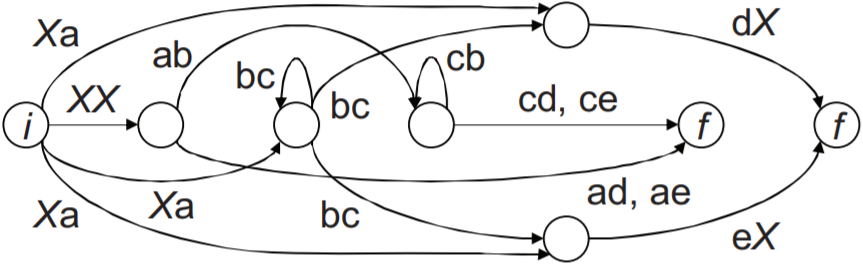 Xa
dX
ab
bc
cb
XX
bc
cd, ce
i
f
f
Xa
Xa
bc
ad, ae
eX